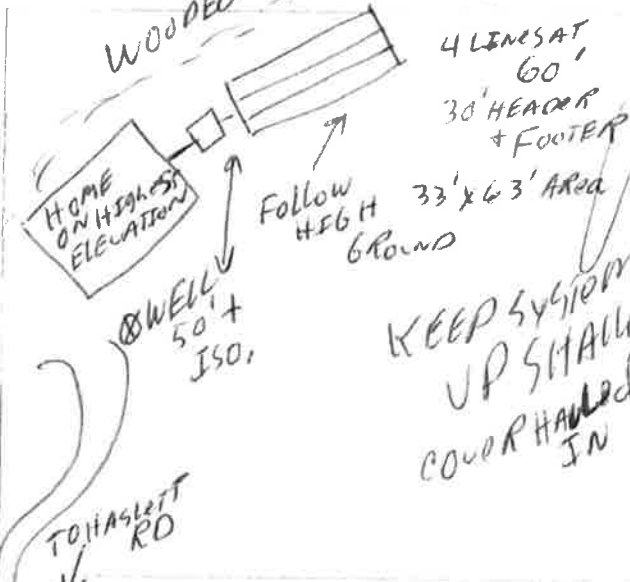 WOODED
4 LINES AT
60'
30' HEADER
+ FOOTER
33' x 63' AREA
HOME
ON HIGHEST
ELEVATION
FOLLOW
HIGH
GROUND
WELL
50' +
ISO.
KEEP SYSTEM
UP SHALL
COVER HAULED
IN
TO HASLETT
RD